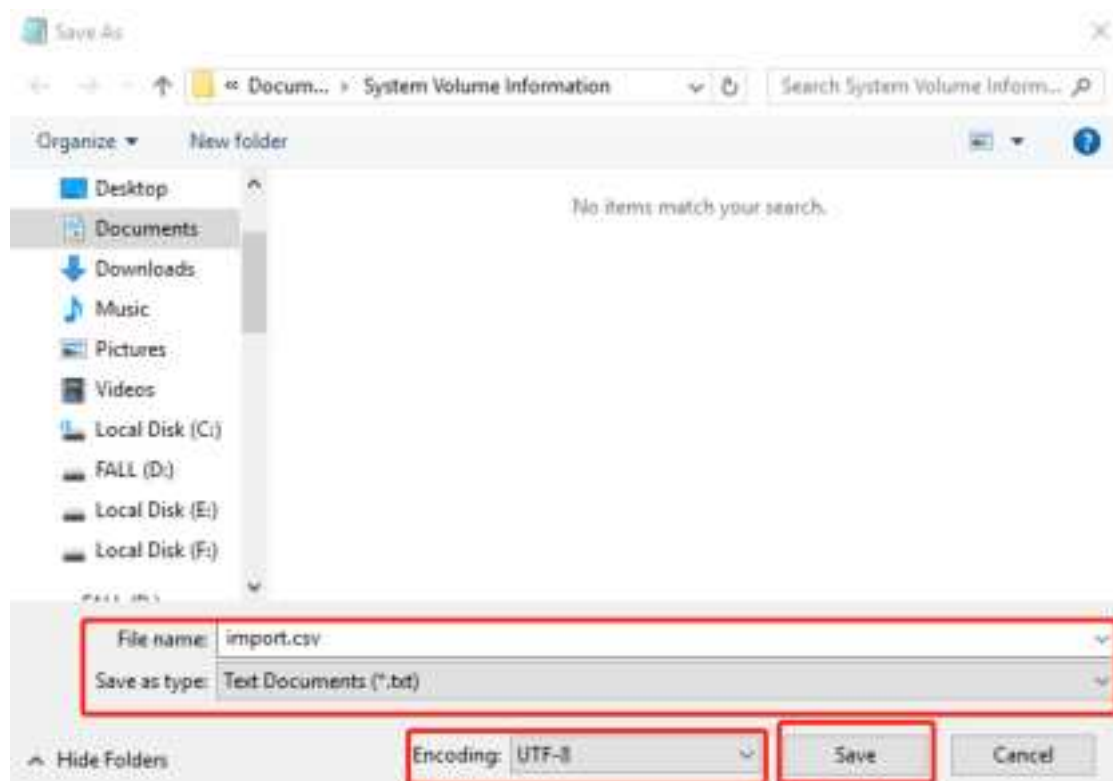 Save As
« Docum... › System Volume Information
Search System Volume Inform...
Organize
New folder
Desktop
Documents
Downloads
Music
Pictures
Videos
Local Disk (C:)
FALL (D:)
Local Disk (E:)
Local Disk (F:)
No items match your search.
File name: import.csv
Save as type: Text Documents (*.txt)
Hide Folders
Encoding: UTF-8
Save
Cancel